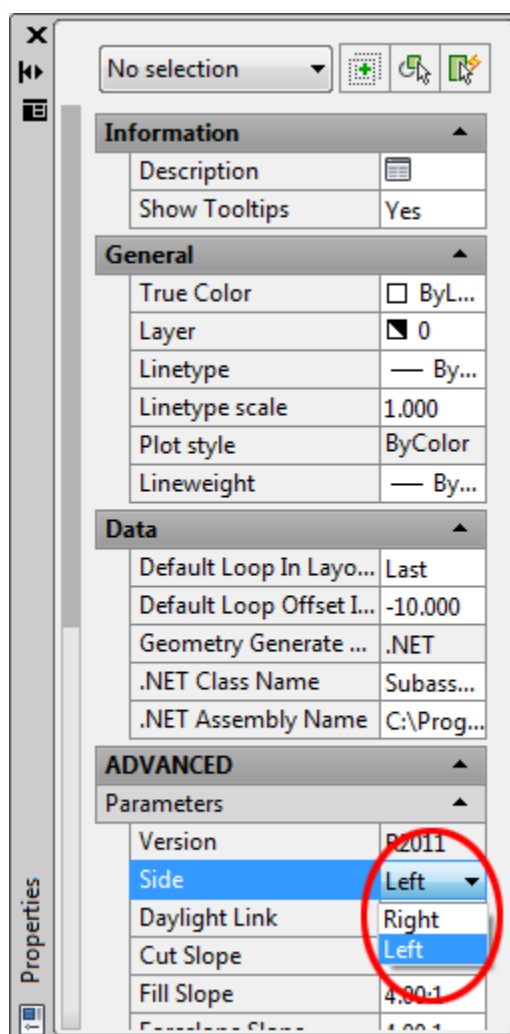 No selection
Information
Description
Show Tooltips Yes
General
True Color ByL...
Layer 0
Linetype By...
Linetype scale 1.000
Plot style ByColor
Lineweight By...
Data
Default Loop In Layo... Last
Default Loop Offset I... -10.000
Geometry Generate ... .NET
.NET Class Name Subass...
.NET Assembly Name C:\Prog...
ADVANCED
Parameters
Version R2011
Side Left
Daylight Link Right
Cut Slope Left
Fill Slope 4.00:1
Properties